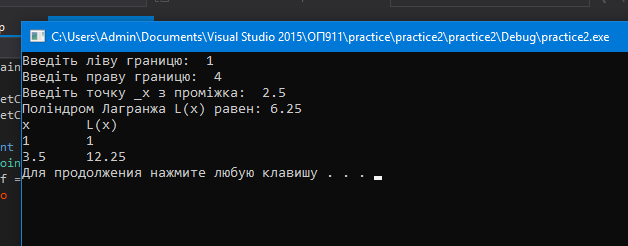 C:\Users\Admin\Documents\Visual Studio 2015\ОП911\practice\practice2\practice2\Debug\practice2.exe
Введіть ліву границю:  1
Введіть праву границю:  4
Введіть точку _x з проміжка:  2.5
Поліндром Лагранжа L(x) равен: 6.25
x       L(x)
1       1
3.5     12.25
Для продолжения нажмите любую клавишу . . .